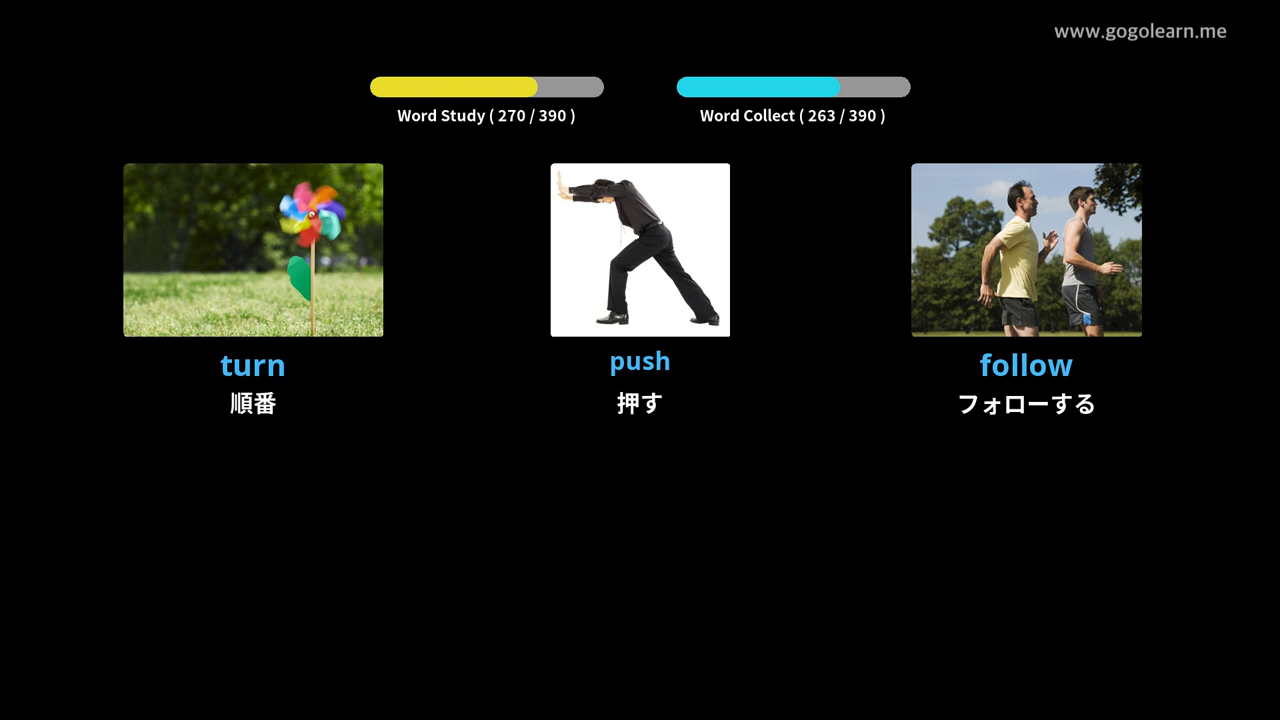 www.gogolearn.me
Word Study ( 270 / 390 )
Word Collect ( 263 / 390 )
turn
push
follow
順番
押す
フォローする